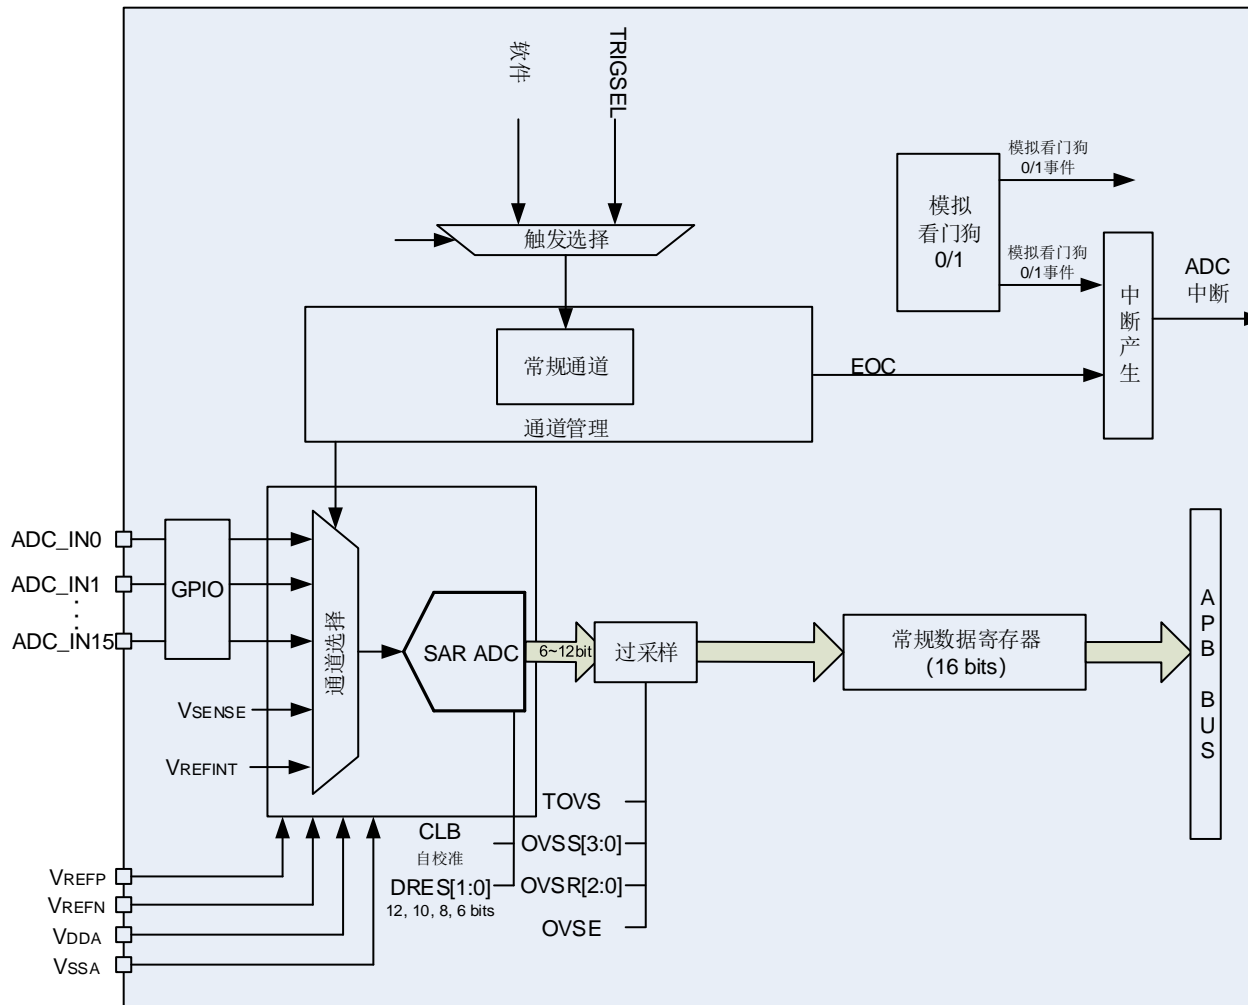 软件
TRIGSEL
触发选择
模拟看门狗
0/1事件
模拟
看门狗
0/1
模拟看门狗
0/1事件
ADC
中断
中断产生
常规通道
EOC
通道管理
ADC_IN0
ADC_IN1
ADC_IN15
GPIO
通道选择
SAR ADC
6~12bit
过采样
常规数据寄存器
(16 bits)
APB BUS
VSENSE
VREFINT
CLB
自校准
DRES[1:0]
12, 10, 8, 6 bits
TOVS
OVSS[3:0]
OVSR[2:0]
OVSE
VREFP
VREFN
VDDA
VSSA